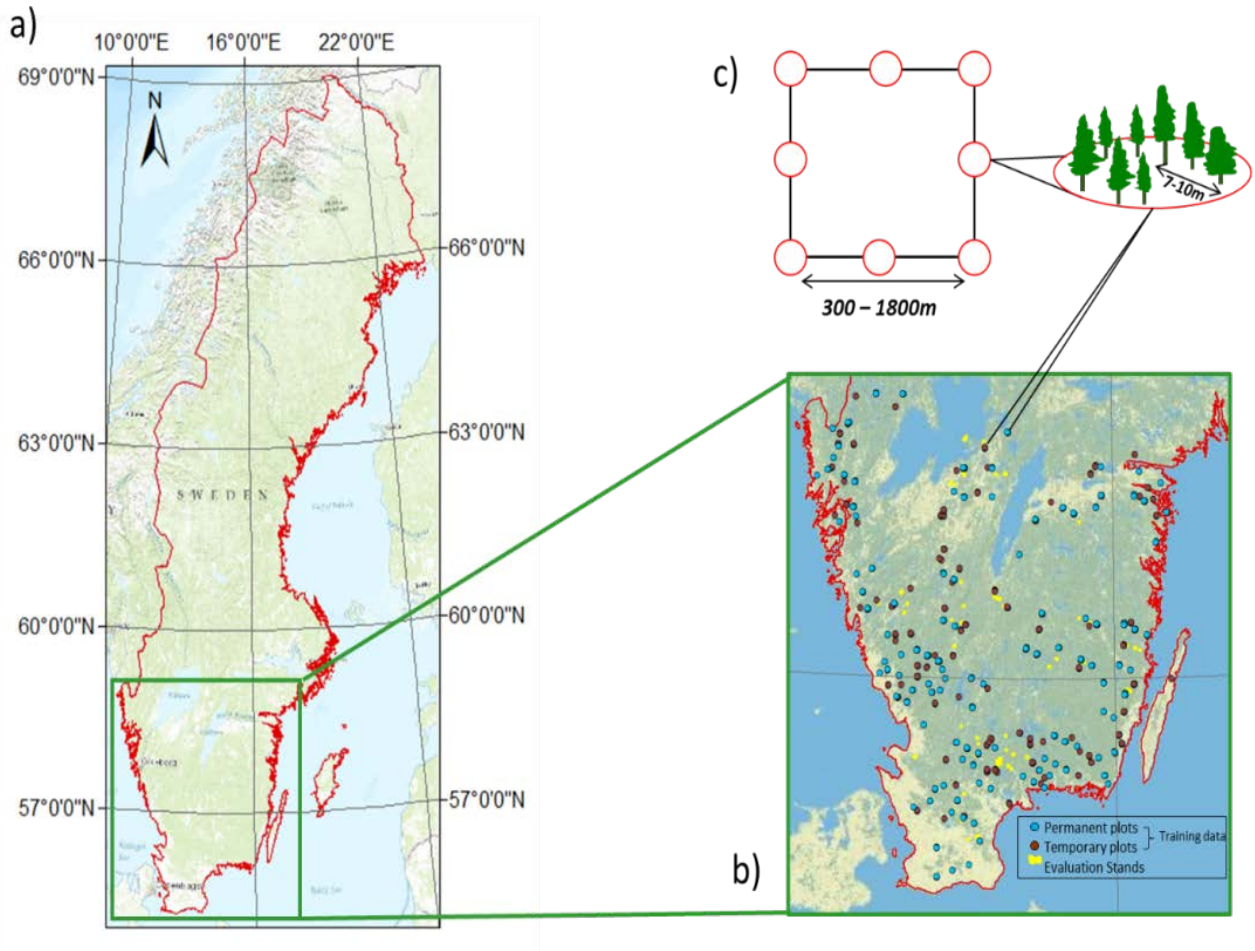 a)
10°0'0"E
16°0'0"E
22°0'0"E
69°0'0"N
N
66°0'0"N
66°0'0"N
63°0'0"N
63°0'0"N
SWEDEN
60°0'0"N
60°0'0"N
57°0'0"N
57°0'0"N
c)
7-10m
300 – 1800m
b)
Permanent plots
Temporary plots
Training data
Evaluation Stands